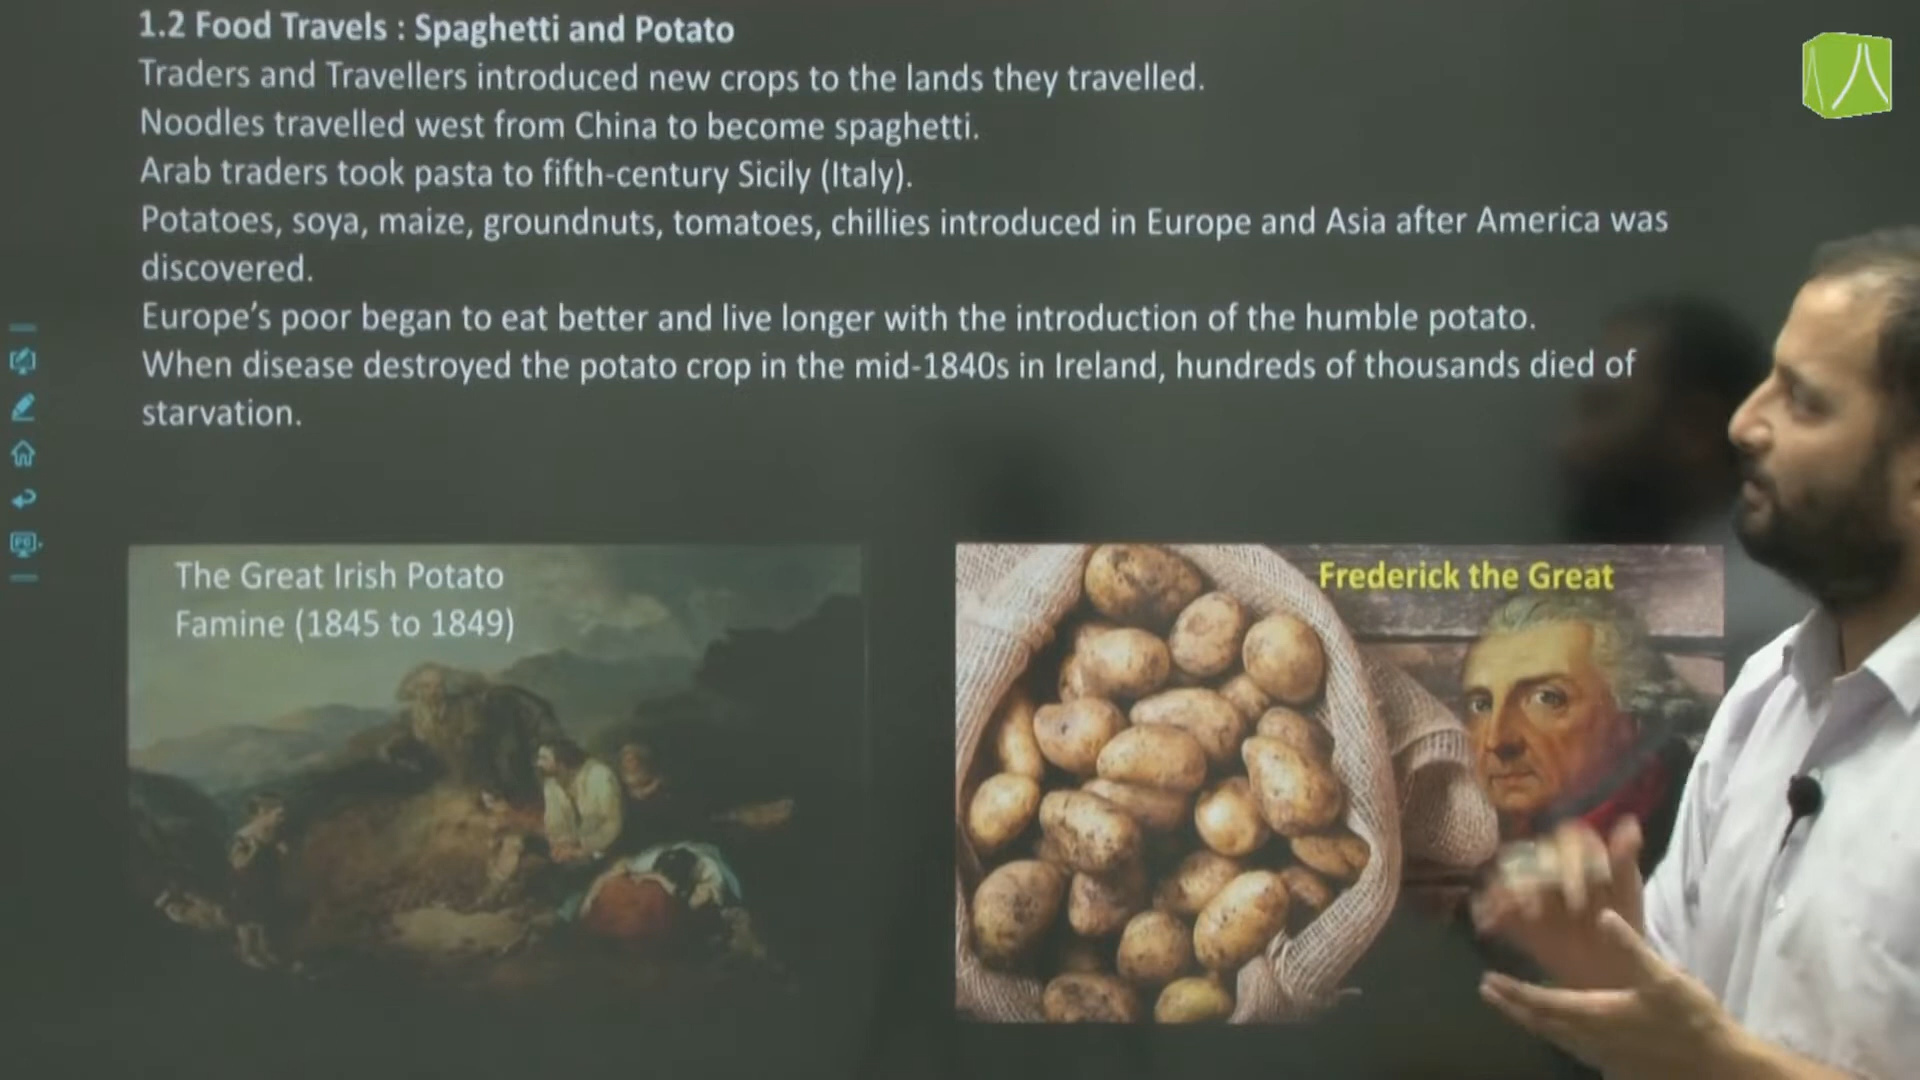 1.2 Food Travels : Spaghetti and Potato
Traders and Travellers introduced new crops to the lands they travelled.
Noodles travelled west from China to become spaghetti.
Arab traders took pasta to fifth-century Sicily (Italy).
Potatoes, soya, maize, groundnuts, tomatoes, chillies introduced in Europe and Asia after America was
discovered.
Europe's poor began to eat better and live longer with the introduction of the humble potato.
When disease destroyed the potato crop in the mid-1840s in Ireland, hundreds of thousands died of
starvation.
The Great Irish Potato
Famine (1845 to 1849)
Frederick the Great
PC